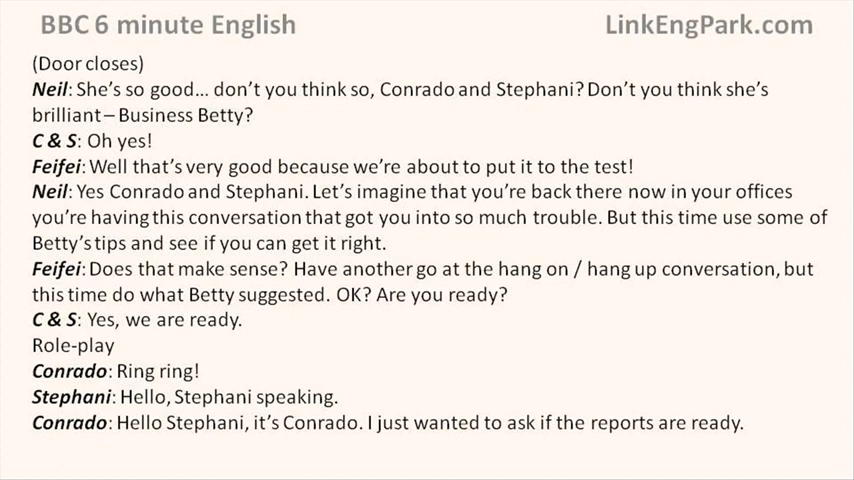 BBC 6 minute English LinkEngPark.com
(Door closes)
Neil: She's so good... don't you think so, Conrado and Stephani? Don't you think she's
brilliant – Business Betty?
C & S: Oh yes!
Feifei: Well that's very good because we're about to put it to the test!
Neil: Yes Conrado and Stephani. Let's imagine that you're back there now in your offices
you're having this conversation that got you into so much trouble. But this time use some of
Betty's tips and see if you can get it right.
Feifei: Does that make sense? Have another go at the hang on / hang up conversation, but
this time do what Betty suggested. OK? Are you ready?
C & S: Yes, we are ready.
Role-play
Conrado: Ring ring!
Stephani: Hello, Stephani speaking.
Conrado: Hello Stephani, it's Conrado. I just wanted to ask if the reports are ready.